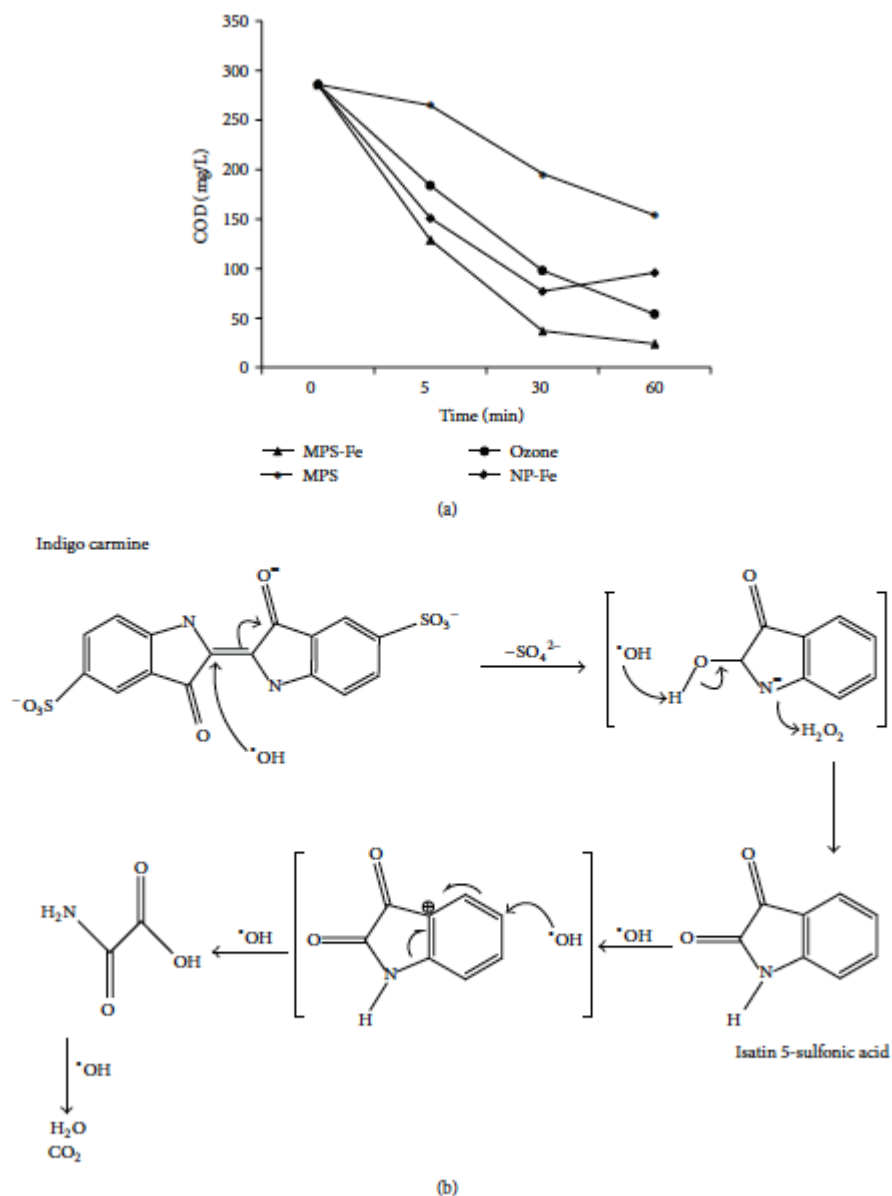 350
300
250
200
150
100
50
0
COD (mg/L)
0 5 30 60
Time (min)
MPS-Fe Ozone
MPS NP-Fe
(a)
Indigo carmine
O••
N
SO₃⁻
⁻O₃S
O
N
•OH
−SO₄²⁻
O
•OH
O
H
N••
H₂O₂
O
H₂N
OH
O
•OH
O
⊕
O
N
H
•OH
•OH
O
O
N
H
Isatin 5-sulfonic acid
•OH
H₂O
CO₂
(b)